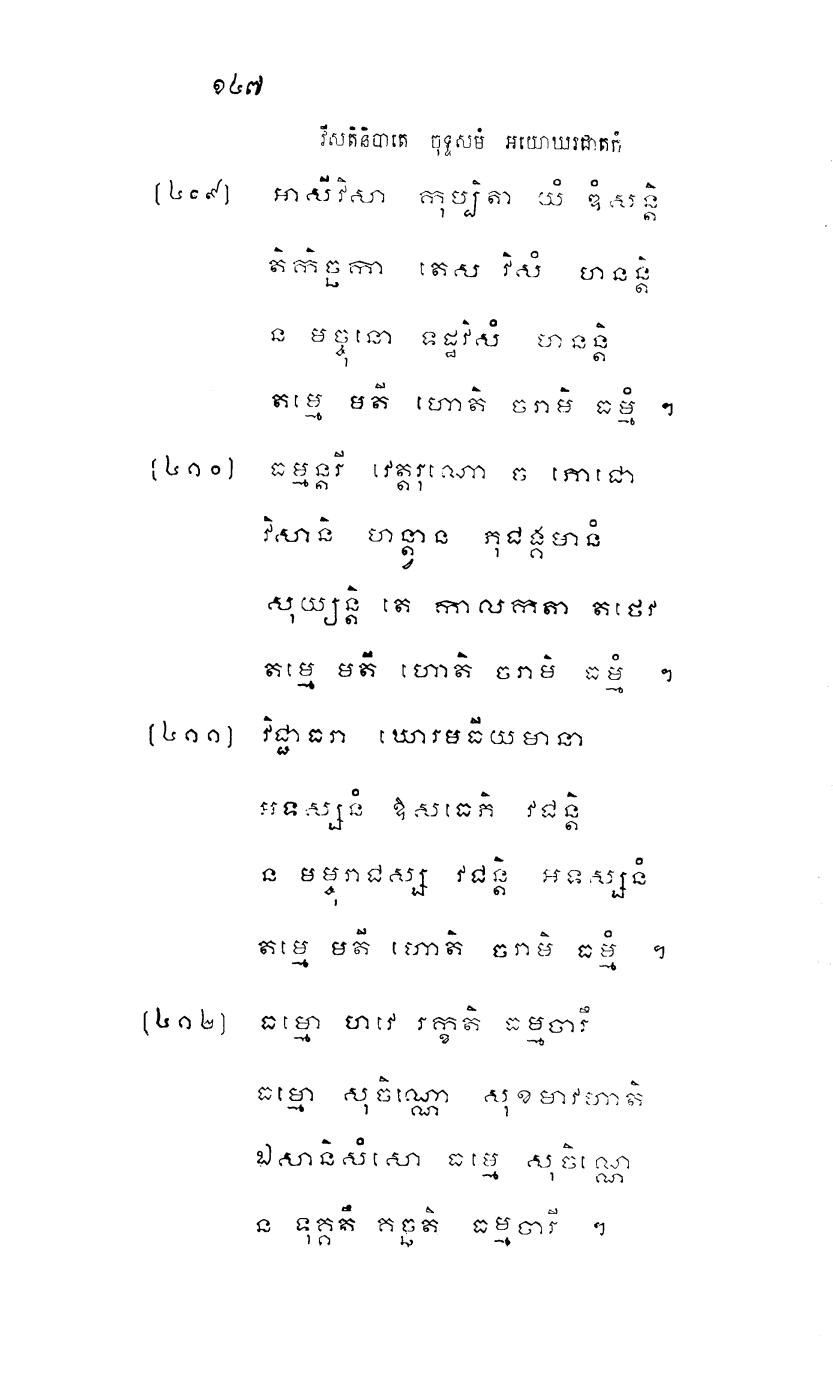 ១៤៧
វីសតិនិបាតេ ចុទ្ទសមំ អយោឃរជាតកំ
[៤០៩] អាសីវិសា កុប្បិតា យំ ឌំសន្តិ
តិកិច្ឆកា តេស វិសំ ហនន្តិ
ន មច្ចុនោ ទដ្ឋវិសំ ហនន្តិ
តម្មេ មតី ហោតិ ចរាមិ ធម្មំ ។
[៤១០] ធម្មន្តរី វេត្តរុណោ ច ភោជោ
វិសានិ ហន្ត្វាន ភុជង្គមានំ
សុយ្យន្តិ តេ កាលកតា តថេវ
តម្មេ មតី ហោតិ ចរាមិ ធម្មំ ។
[៤១១] វិជ្ជាធរា ឃោរមធីយមានា
អទស្សនំ ឱសធេភិ វជន្តិ
ន មច្ចុរាជស្ស វជន្តិ អទស្សនំ
តម្មេ មតី ហោតិ ចរាមិ ធម្មំ ។
[៤១២] ធម្មោ ហវេ រក្ខតិ ធម្មចារឹ
ធម្មោ សុចិណ្ណោ សុខមាវហាតិ
ឯសានិសំសោ ធម្មេ សុចិណ្ណេ
ន ទុគ្គតឹ គច្ឆតិ ធម្មចារី ។